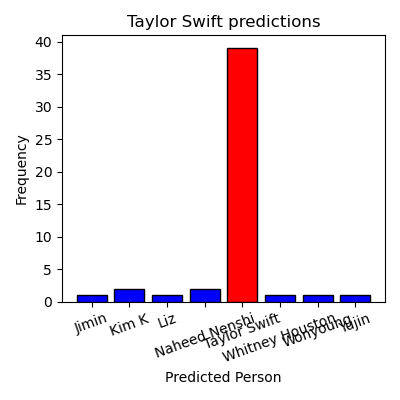 Taylor Swift predictions
40
35
30
25
20
15
10
5
0
Frequency
Jimin
Kim K
Liz
Naheed Nenshi
Taylor Swift
Whitney Houston
Wonyoung
Yujin
Predicted Person